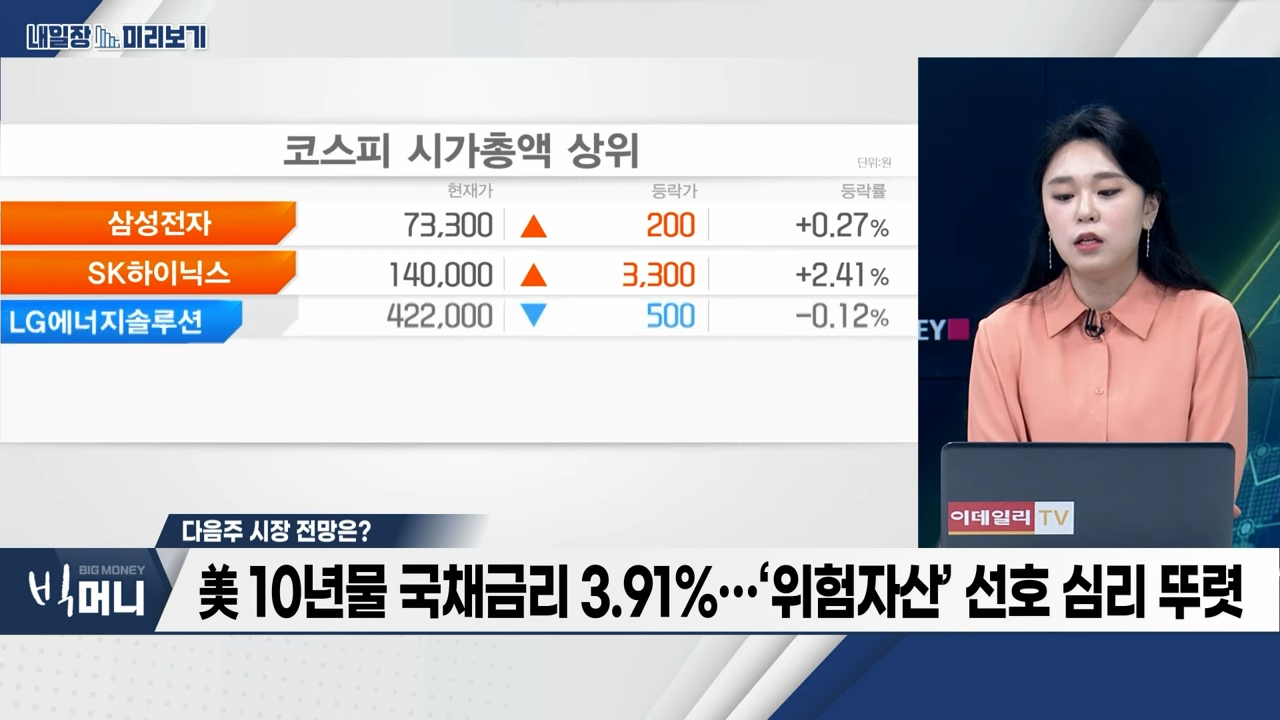 내일장 미리보기
코스피 시가총액 상위
단위:원
현재가 등락가 등락률
삼성전자 73,300 ▲ 200 +0.27%
SK하이닉스 140,000 ▲ 3,300 +2.41%
LG에너지솔루션 422,000 ▼ 500 -0.12%
EY
이데일리 TV
다음주 시장 전망은?
BIG MONEY
빅머니
美 10년물 국채금리 3.91%…‘위험자산’ 선호 심리 뚜렷